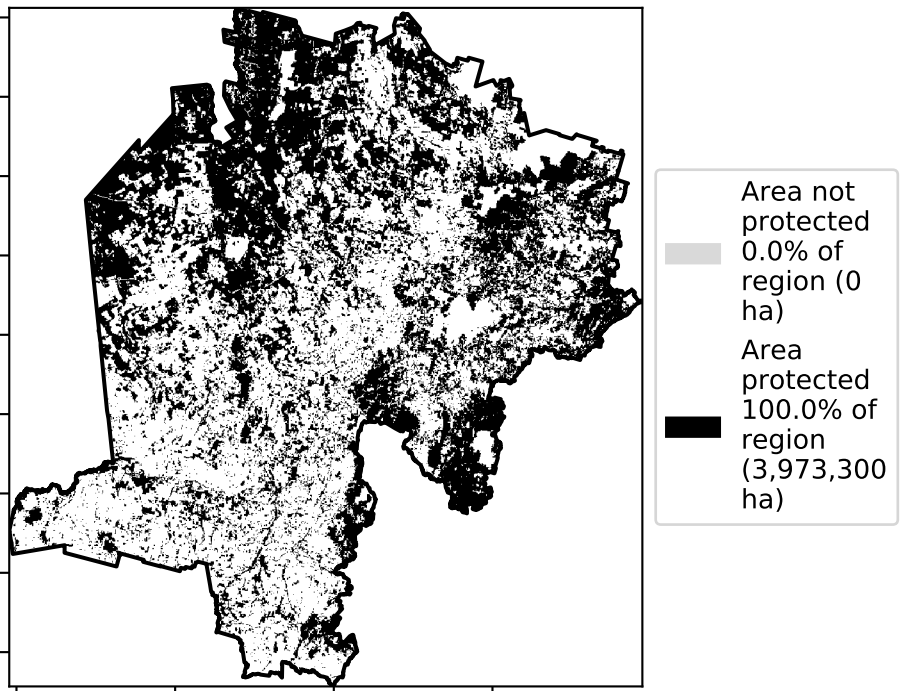 Area not
protected
0.0% of
region (0
ha)
Area
protected
100.0% of
region
(3,973,300
ha)